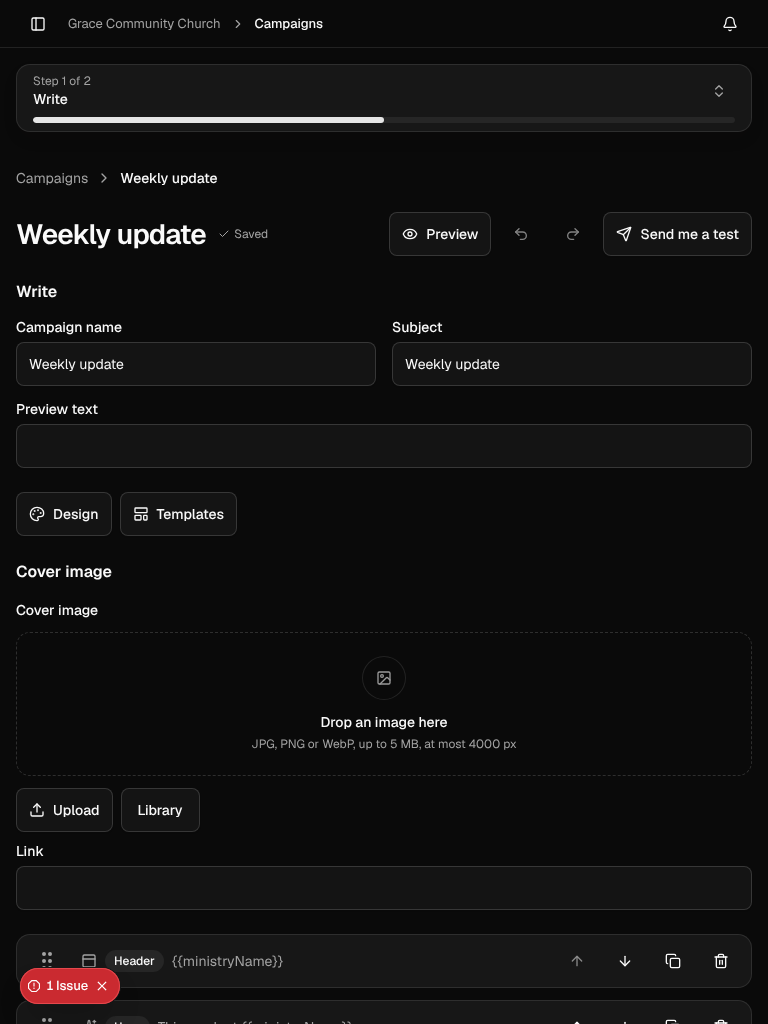 Grace Community Church > Campaigns
Step 1 of 2
Write
Campaigns > Weekly update
Weekly update Saved Preview Send me a test
Write
Campaign name Subject
Weekly update Weekly update
Preview text
Design Templates
Cover image
Cover image
Drop an image here
JPG, PNG or WebP, up to 5 MB, at most 4000 px
Upload Library
Link
Header {{ministryName}}
1 Issue